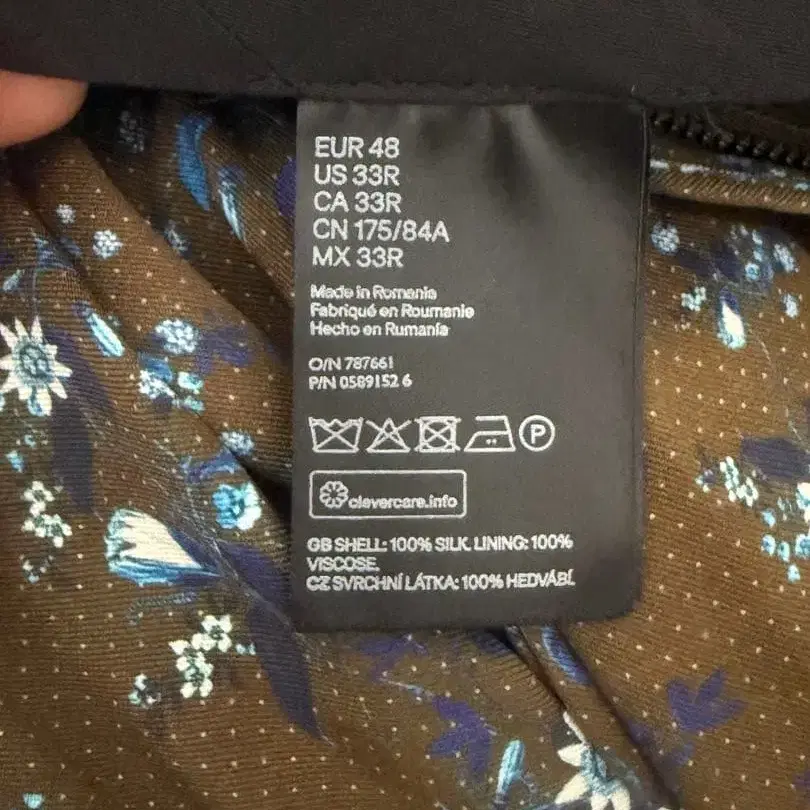 EUR 48
US 33R
CA 33R
CN 175/84A
MX 33R
Made in Romania
Fabriqué en Roumanie
Hecho en Rumanía
O/N 787661
P/N 0589152 6
P
clevercare.info
GB SHELL: 100% SILK. LINING: 100%
VISCOSE.
CZ SVRCHNÍ LÁTKA: 100% HEDVÁBÍ.